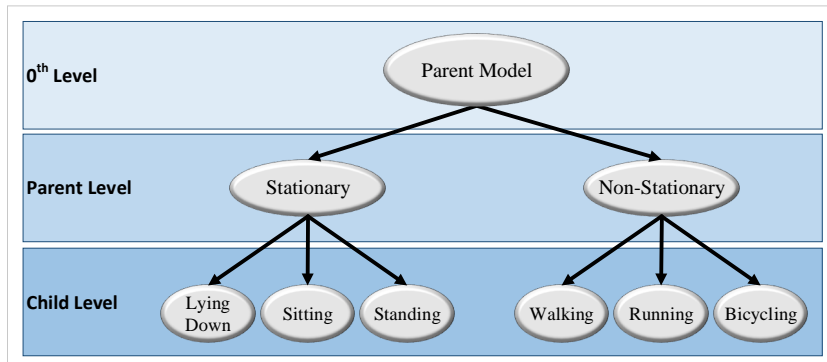 0th Level
Parent Model
Parent Level
Stationary
Non-Stationary
Child Level
Lying
Down
Sitting
Standing
Walking
Running
Bicycling